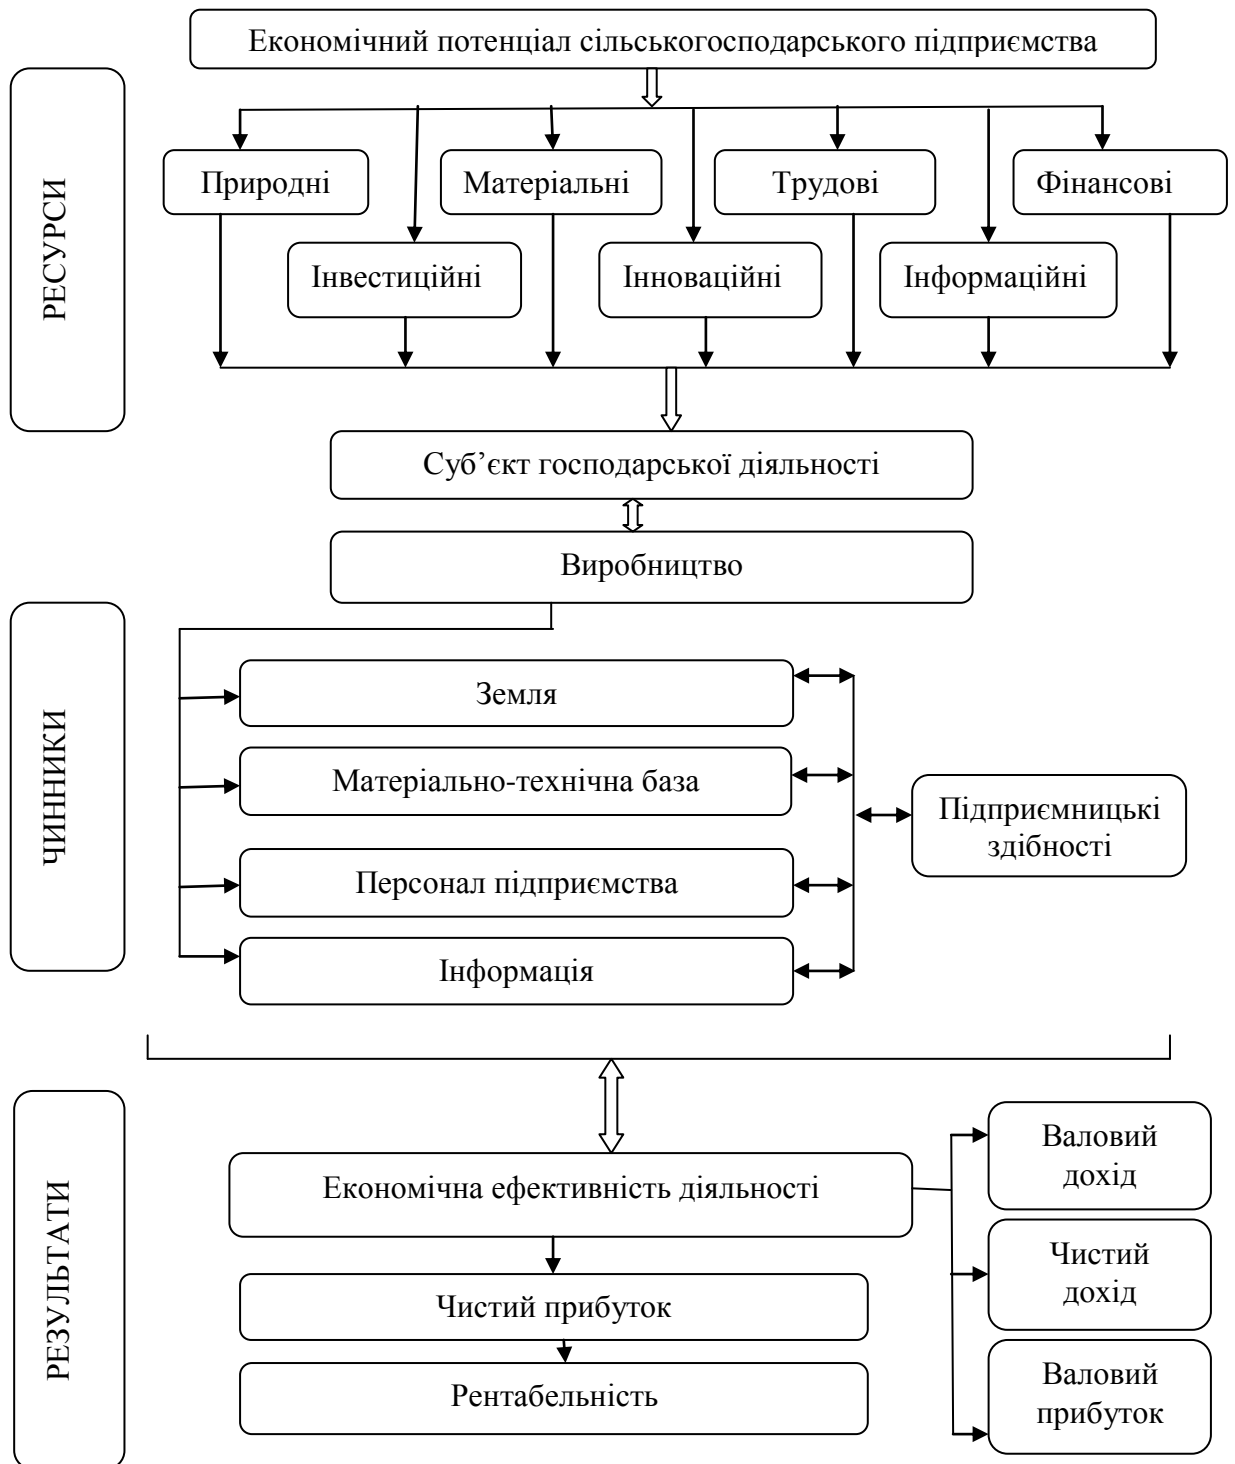 Економічний потенціал сільськогосподарського підприємства
РЕСУРСИ
Природні
Матеріальні
Трудові
Фінансові
Інвестиційні
Інноваційні
Інформаційні
Суб’єкт господарської діяльності
Виробництво
ЧИННИКИ
Земля
Матеріально-технічна база
Персонал підприємства
Інформація
Підприємницькі
здібності
РЕЗУЛЬТАТИ
Економічна ефективність діяльності
Чистий прибуток
Рентабельність
Валовий
дохід
Чистий
дохід
Валовий
прибуток